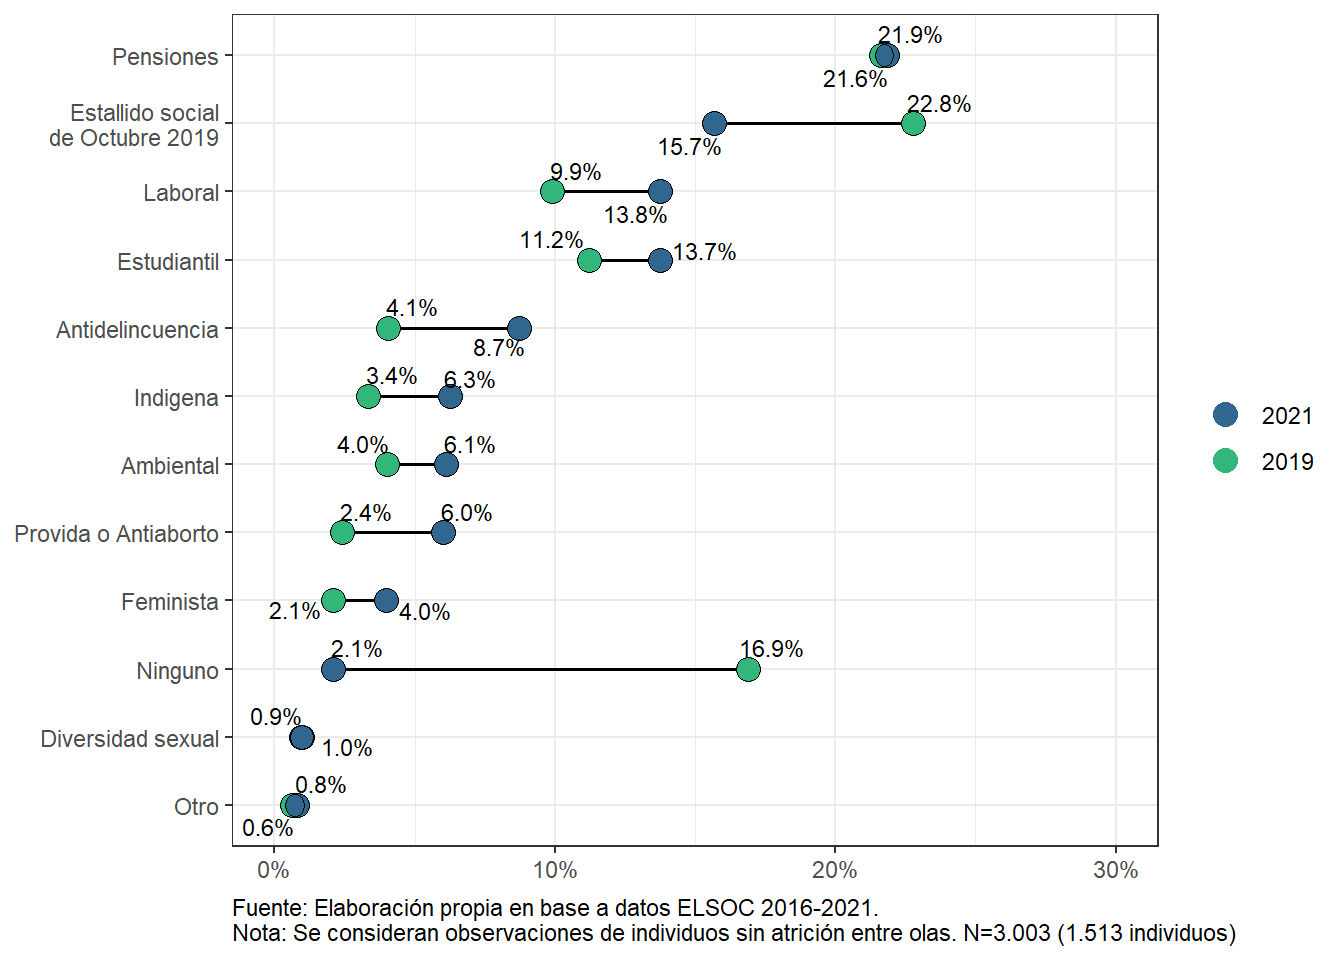 Pensiones
21.9%
21.6%
Estallido social
de Octubre 2019
22.8%
15.7%
Laboral
9.9%
13.8%
Estudiantil
11.2%
13.7%
Antidelincuencia
4.1%
8.7%
Indigena
3.4%
6.3%
Ambiental
4.0%
6.1%
Provida o Antiaborto
2.4%
6.0%
Feminista
2.1%
4.0%
Ninguno
2.1%
16.9%
Diversidad sexual
0.9%
1.0%
Otro
0.8%
0.6%
0%
10%
20%
30%
2021
2019
Fuente: Elaboración propia en base a datos ELSOC 2016-2021.
Nota: Se consideran observaciones de individuos sin atrición entre olas. N=3.003 (1.513 individuos)